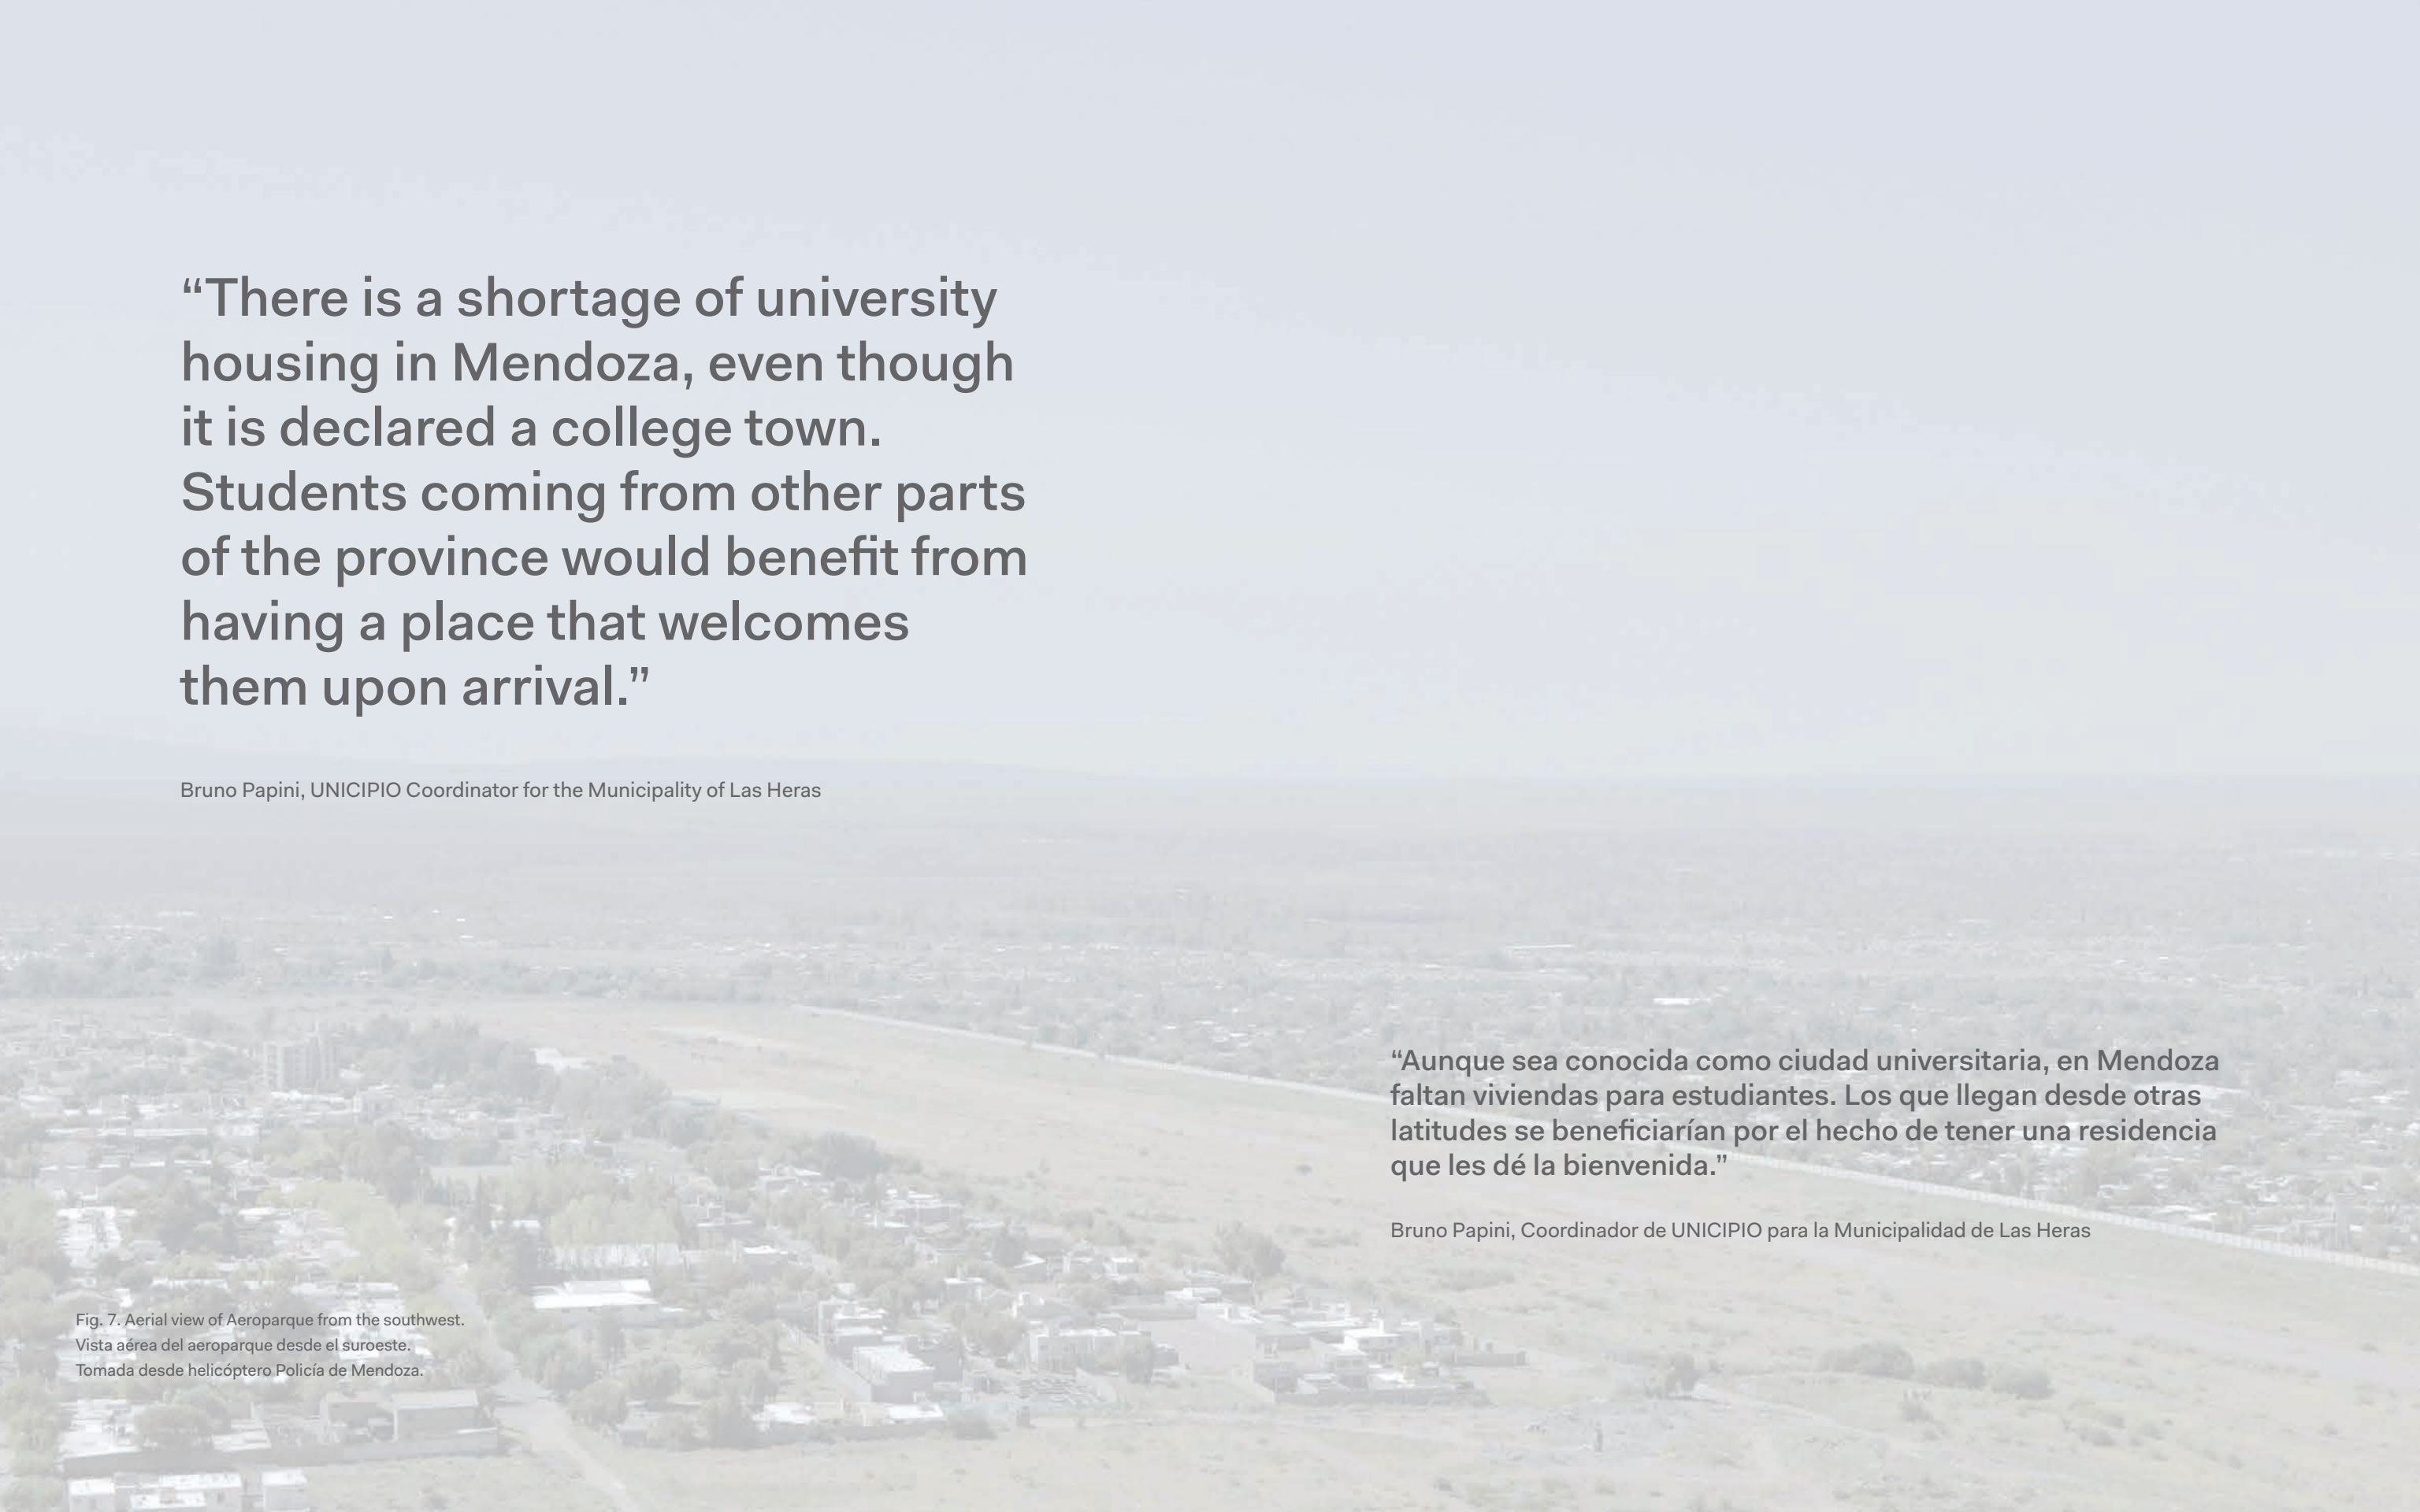 “There is a shortage of university
housing in Mendoza, even though
it is declared a college town.
Students coming from other parts
of the province would benefit from
having a place that welcomes
them upon arrival.”
Bruno Papini, UNICIPIO Coordinator for the Municipality of Las Heras
“Aunque sea conocida como ciudad universitaria, en Mendoza
faltan viviendas para estudiantes. Los que llegan desde otras
latitudes se beneficiarían por el hecho de tener una residencia
que les dé la bienvenida.”
Bruno Papini, Coordinador de UNICIPIO para la Municipalidad de Las Heras
Fig. 7. Aerial view of Aeroparque from the southwest.
Vista aérea del aeroparque desde el suroeste.
Tomada desde helicóptero Policía de Mendoza.